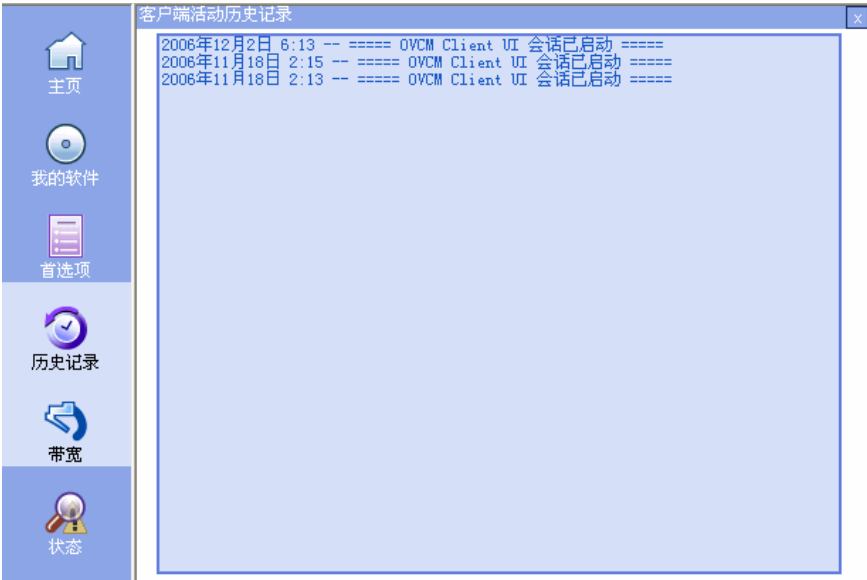 客户端活动历史记录
x
2006年12月2日 6:13 -- ===== OVCM Client UI 会话已启动 =====
2006年11月18日 2:15 -- ===== OVCM Client UI 会话已启动 =====
2006年11月18日 2:13 -- ===== OVCM Client UI 会话已启动 =====
主页
我的软件
首选项
历史记录
带宽
状态